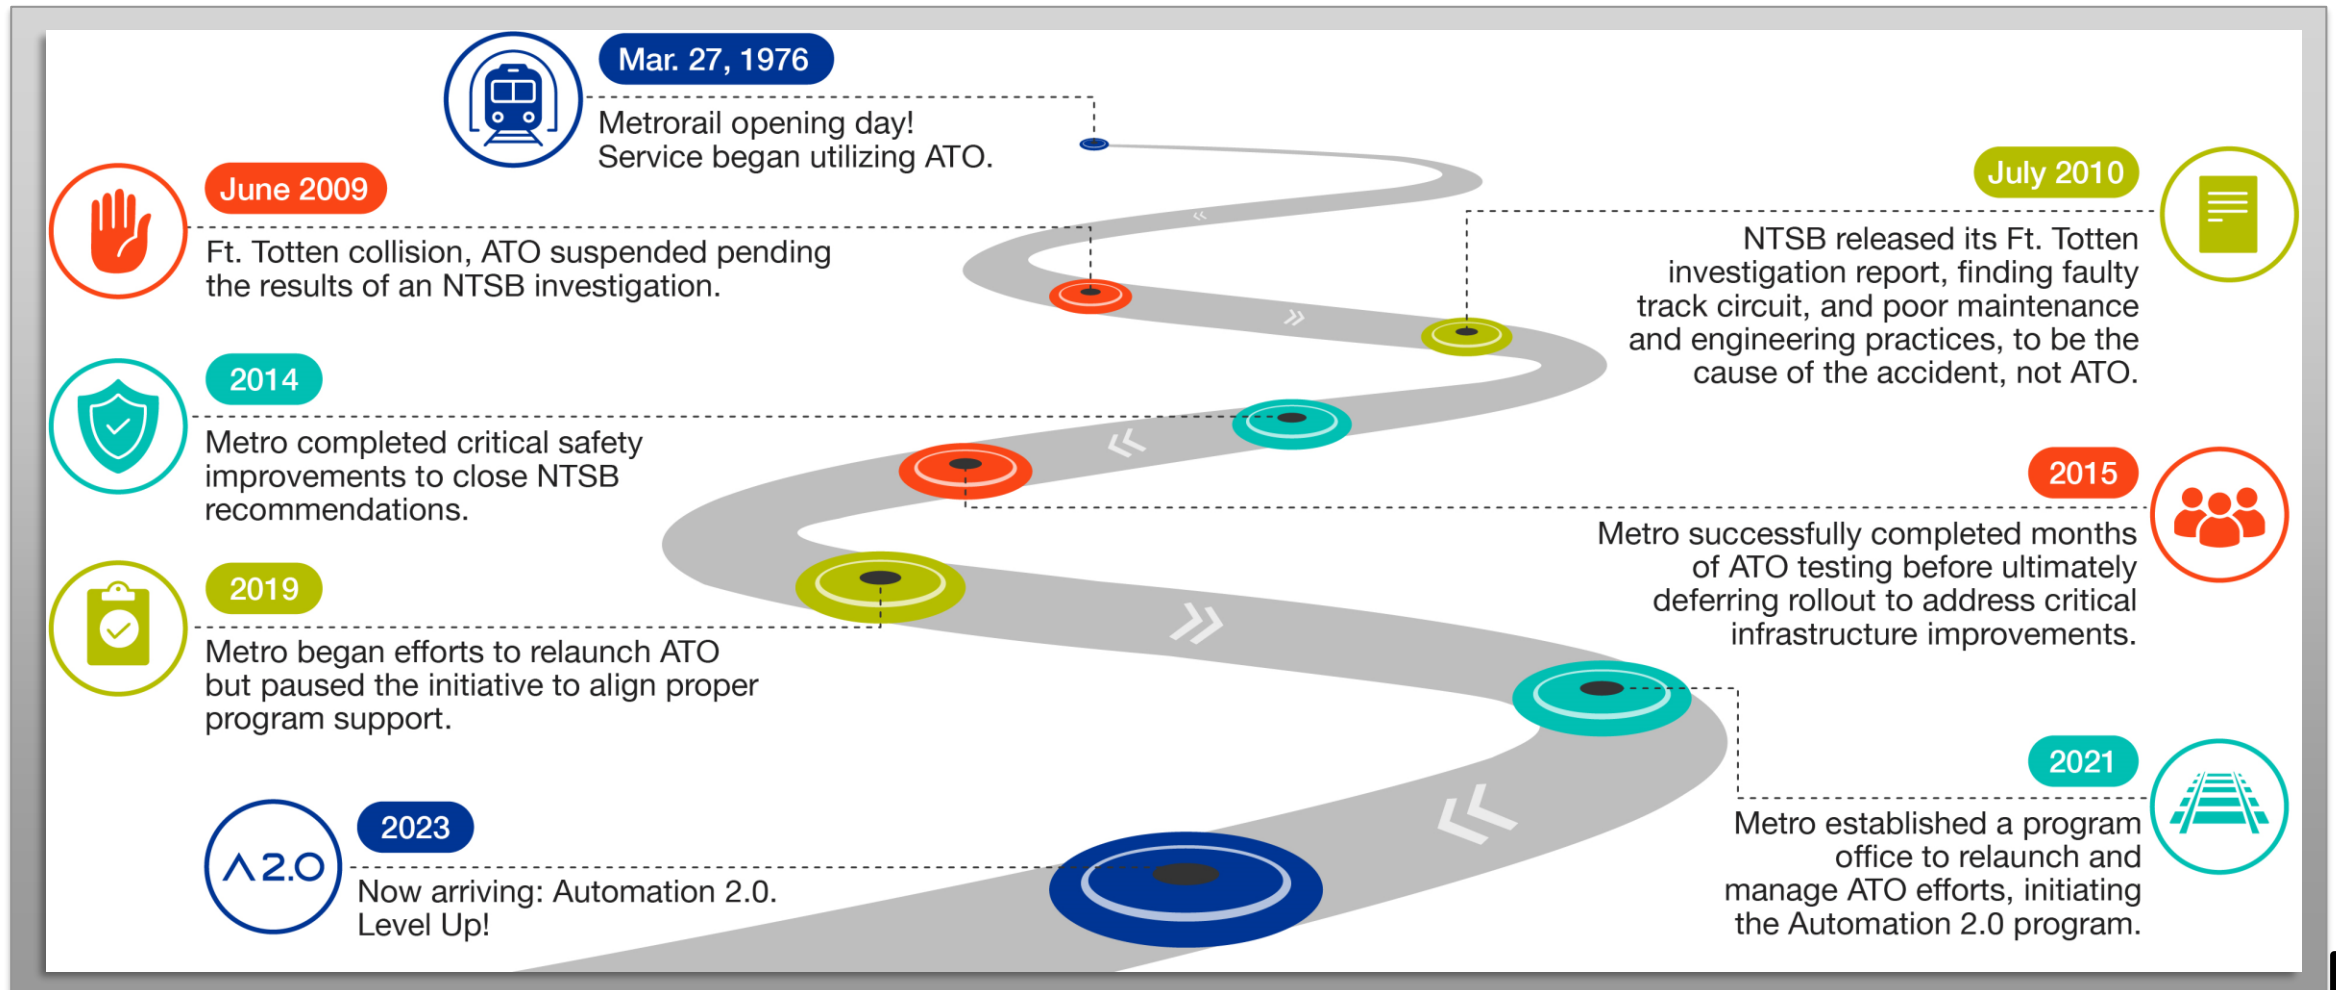 Mar. 27, 1976
Metrorail opening day!
Service began utilizing ATO.
June 2009
Ft. Totten collision, ATO suspended pending
the results of an NTSB investigation.
July 2010
NTSB released its Ft. Totten
investigation report, finding faulty
track circuit, and poor maintenance
and engineering practices, to be the
cause of the accident, not ATO.
2014
Metro completed critical safety
improvements to close NTSB
recommendations.
2015
Metro successfully completed months
of ATO testing before ultimately
deferring rollout to address critical
infrastructure improvements.
2019
Metro began efforts to relaunch ATO
but paused the initiative to align proper
program support.
2021
Metro established a program
office to relaunch and
manage ATO efforts, initiating
the Automation 2.0 program.
A2.0
2023
Now arriving: Automation 2.0.
Level Up!